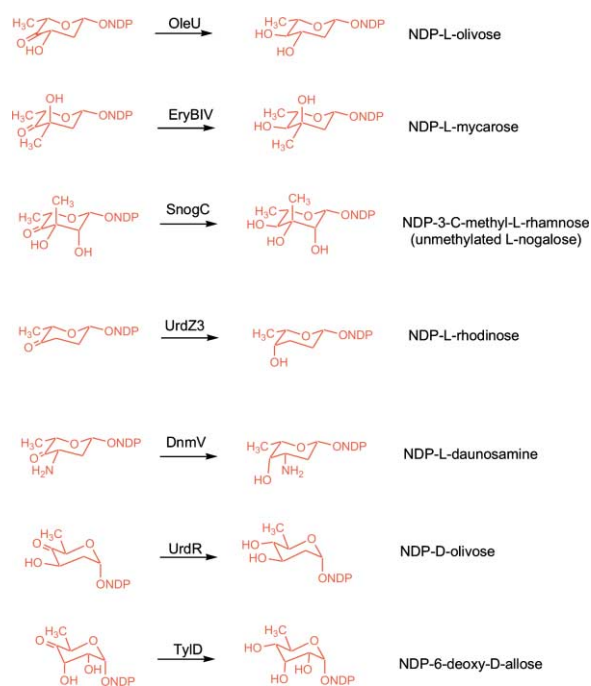 H₃C O ONDP
O
HO
OleU
H₃C O ONDP
HO
HO
NDP-L-olivose
OH
H₃C O ONDP
O
H₃C
EryBIV
OH
H₃C O ONDP
HO
H₃C
NDP-L-mycarose
CH₃
H₃C O ONDP
O
HO
OH
SnogC
CH₃
H₃C O ONDP
HO
HO
OH
NDP-3-C-methyl-L-rhamnose
(unmethylated L-nogalose)
H₃C O ONDP
O
UrdZ3
H₃C O ONDP
OH
NDP-L-rhodinose
H₃C O ONDP
O
H₂N
DnmV
H₃C O ONDP
HO NH₂
NDP-L-daunosamine
CH₃
O O
HO
ONDP
UrdR
CH₃
HO O
HO
ONDP
NDP-D-olivose
CH₃
O O
OH
OH ONDP
TylD
CH₃
HO O
OH
OH ONDP
NDP-6-deoxy-D-allose